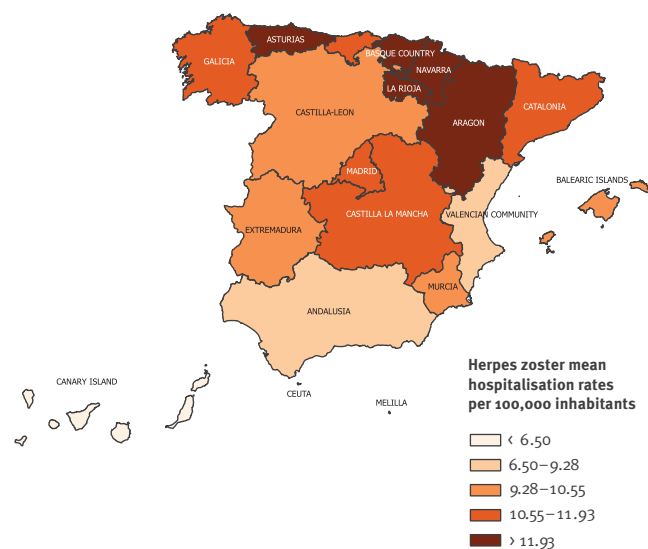 ASTURIAS
GALICIA
BASQUE COUNTRY
NAVARRA
LA RIOJA
CATALONIA
CASTILLA-LEON
ARAGON
MADRID
BALEARIC ISLANDS
CASTILLA LA MANCHA
VALENCIAN COMMUNITY
EXTREMADURA
MURCIA
ANDALUSIA
CANARY ISLAND
CEUTA
MELILLA
Herpes zoster mean
hospitalisation rates
per 100,000 inhabitants
< 6.50
6.50–9.28
9.28–10.55
10.55–11.93
> 11.93